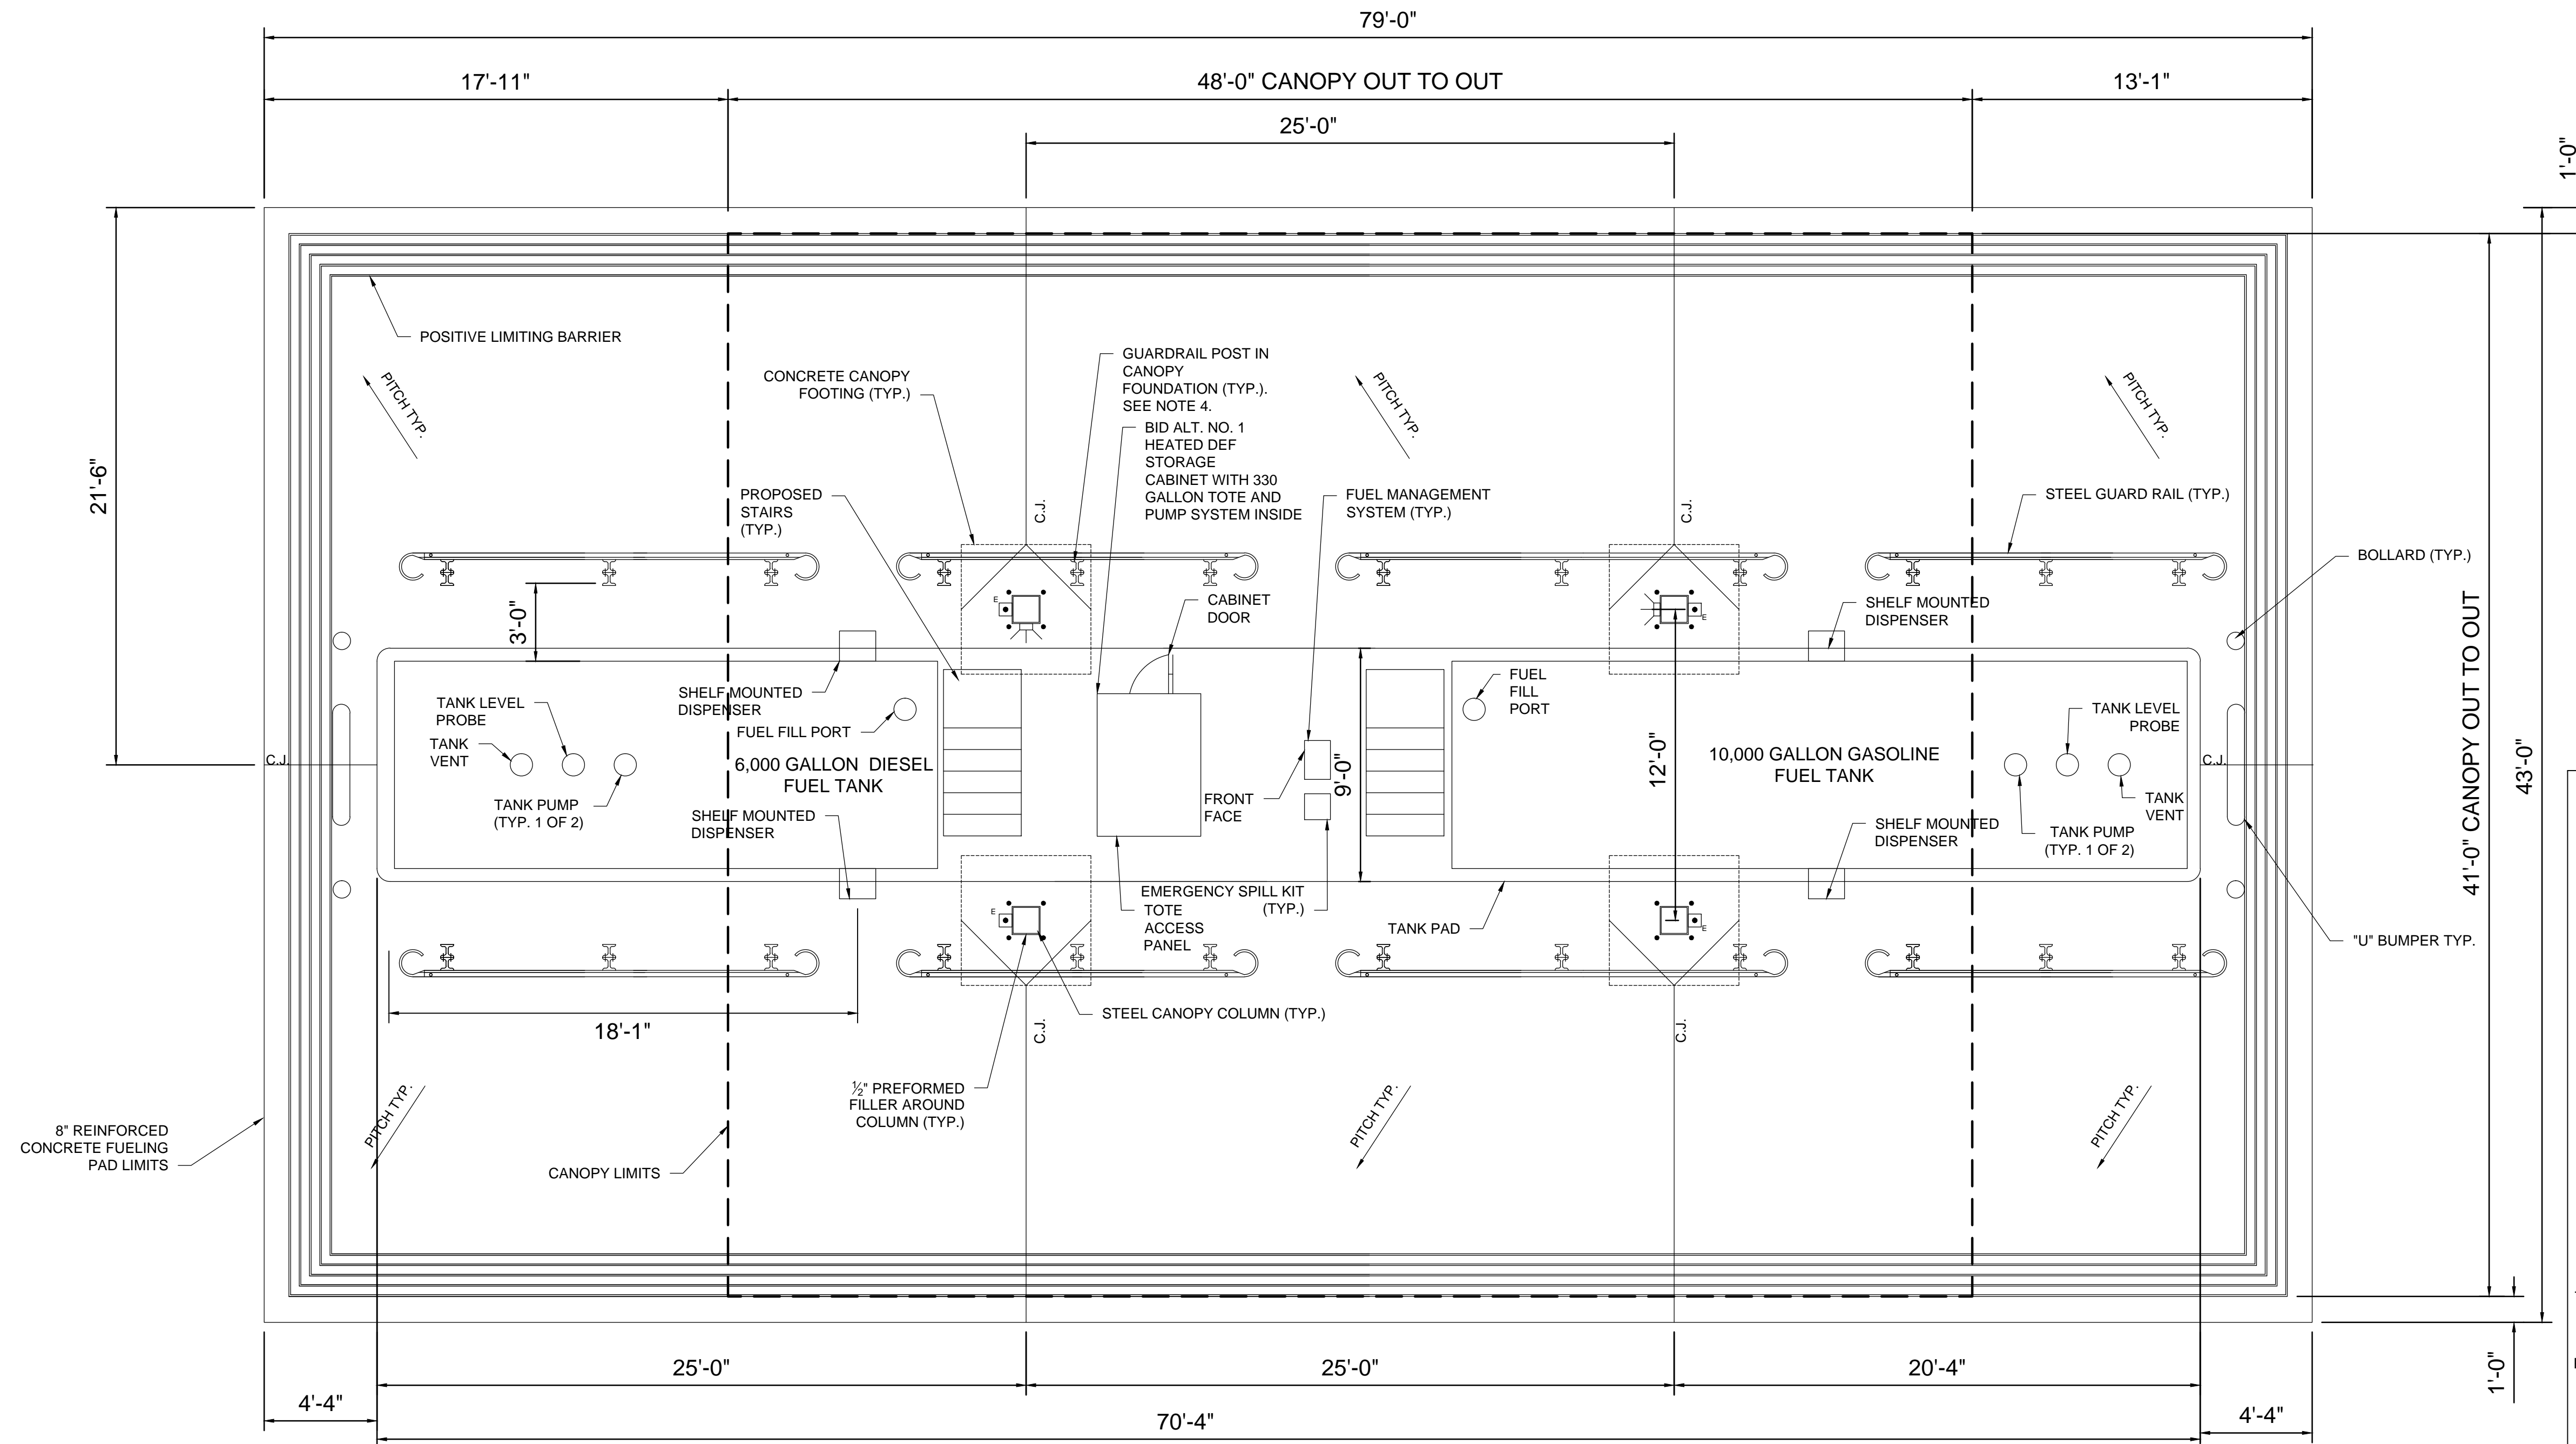 79'-0"
17'-11"
48'-0" CANOPY OUT TO OUT
13'-1"
25'-0"
1'-0"
POSITIVE LIMITING BARRIER
PITCH TYP.
CONCRETE CANOPY
FOOTING (TYP.)
GUARDRAIL POST IN
CANOPY
FOUNDATION (TYP.).
SEE NOTE 4.
BID ALT. NO. 1
HEATED DEF
STORAGE
CABINET WITH 330
GALLON TOTE AND
PUMP SYSTEM INSIDE
PITCH TYP.
PITCH TYP.
21'-6"
PROPOSED
STAIRS
(TYP.)
C.J.
FUEL MANAGEMENT
SYSTEM (TYP.)
C.J.
STEEL GUARD RAIL (TYP.)
BOLLARD (TYP.)
3'-0"
E
CABINET
DOOR
E
SHELF MOUNTED
DISPENSER
41'-0" CANOPY OUT TO OUT
43'-0"
TANK LEVEL
PROBE
TANK
VENT
SHELF MOUNTED
DISPENSER
FUEL FILL PORT
FUEL
FILL
PORT
TANK LEVEL
PROBE
C.J.
6,000 GALLON DIESEL
FUEL TANK
9'-0"
12'-0"
10,000 GALLON GASOLINE
FUEL TANK
C.J.
TANK PUMP
(TYP. 1 OF 2)
SHELF MOUNTED
DISPENSER
FRONT
FACE
SHELF MOUNTED
DISPENSER
TANK PUMP
(TYP. 1 OF 2)
TANK
VENT
EMERGENCY SPILL KIT
(TYP.)
TOTE
ACCESS
PANEL
E
E
TANK PAD
"U" BUMPER TYP.
18'-1"
C.J.
STEEL CANOPY COLUMN (TYP.)
C.J.
½" PREFORMED
FILLER AROUND
COLUMN (TYP.)
8" REINFORCED
CONCRETE FUELING
PAD LIMITS
PITCH TYP.
CANOPY LIMITS
PITCH TYP.
PITCH TYP.
25'-0"
25'-0"
20'-4"
1'-0"
4'-4"
70'-4"
4'-4"